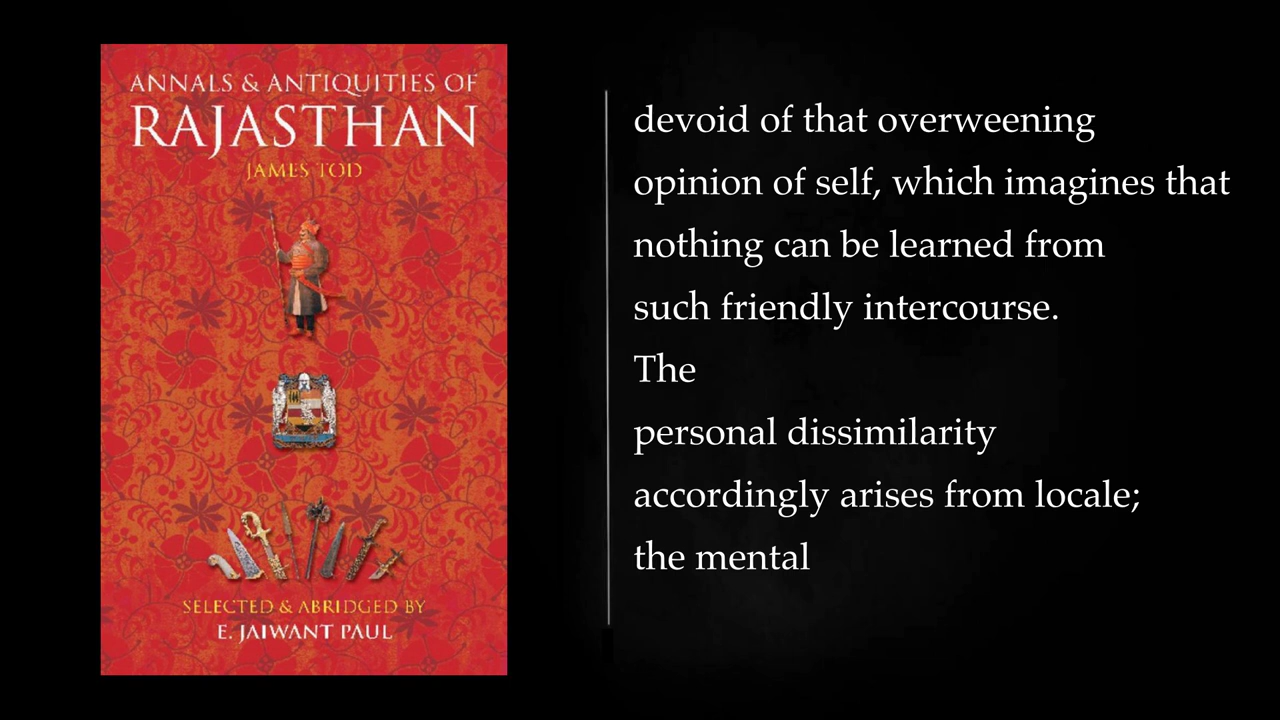 ANNALS & ANTIQUITIES OF
RAJASTHAN
JAMES TOD
SELECTED & ABRIDGED BY
E. JAIWANT PAUL
devoid of that overweening
opinion of self, which imagines that
nothing can be learned from
such friendly intercourse.
The
personal dissimilarity
accordingly arises from locale;
the mental